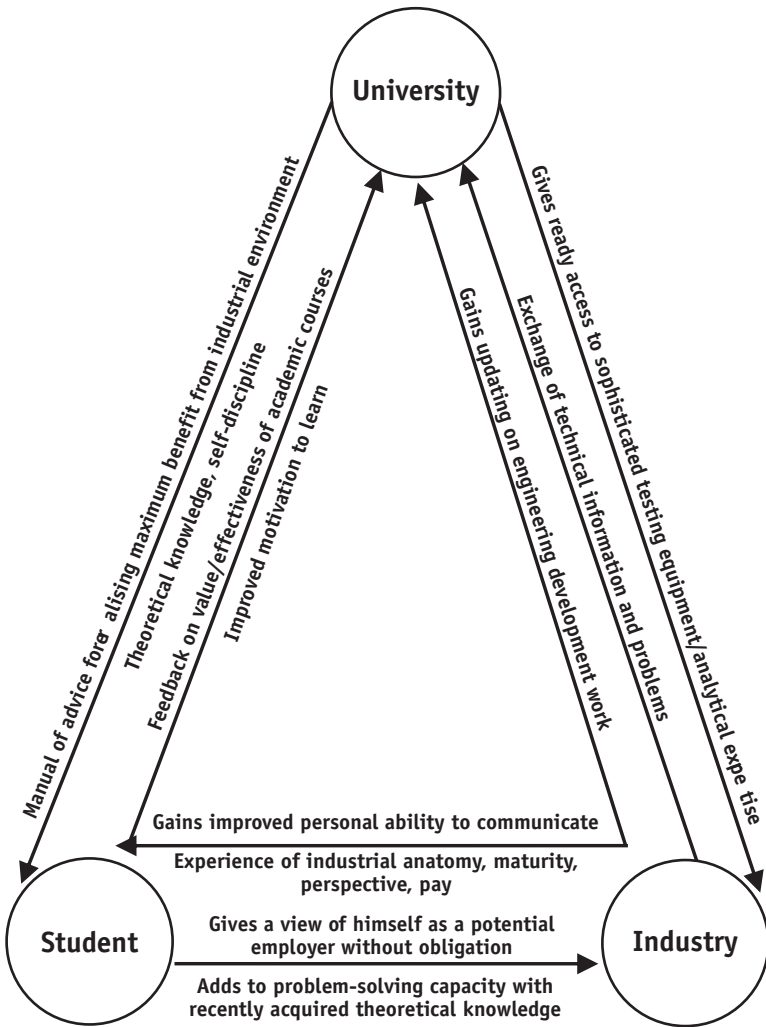 University
Manual of advice forer alising maximum benefit from industrial environment
Theoretical knowledge, self-discipline
Feedback on value/effectiveness of academic courses
Improved motivation to learn
Gains updating on engineering development work
Exchange of technical information and problems
Gives ready access to sophisticated testing equipment/analytical expe tise
Gains improved personal ability to communicate
Experience of industrial anatomy, maturity,
perspective, pay
Student
Gives a view of himself as a potential
employer without obligation
Industry
Adds to problem-solving capacity with
recently acquired theoretical knowledge